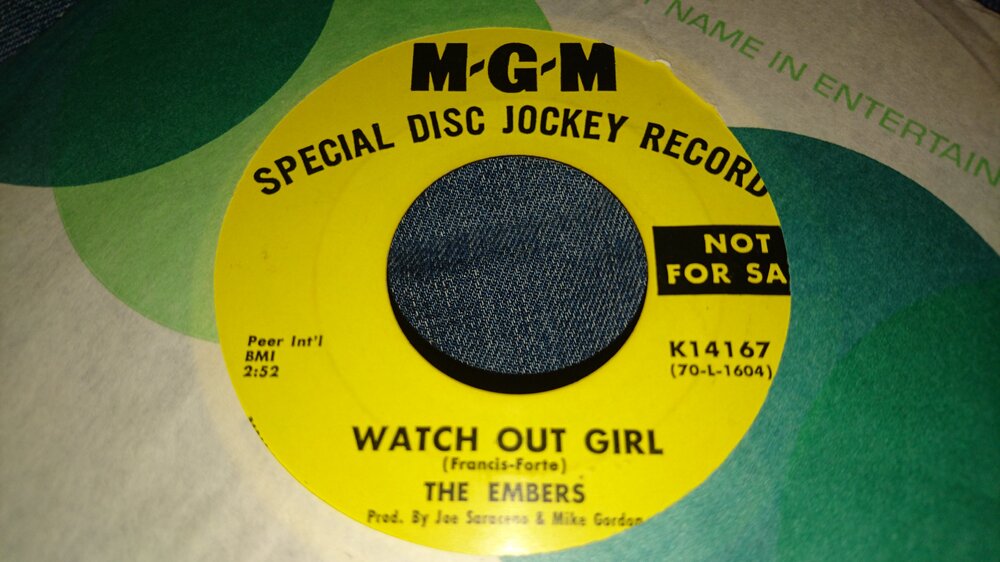 NAME IN ENTERTAIN
M-G-M
SPECIAL DISC JOCKEY RECORD
NOT
FOR SA
Peer Int'l
BMI
2:52
K14167
(70-L-1604)
WATCH OUT GIRL
(Francis-Forte)
THE EMBERS
Prod. By Joe Saraceno & Mike Gordon